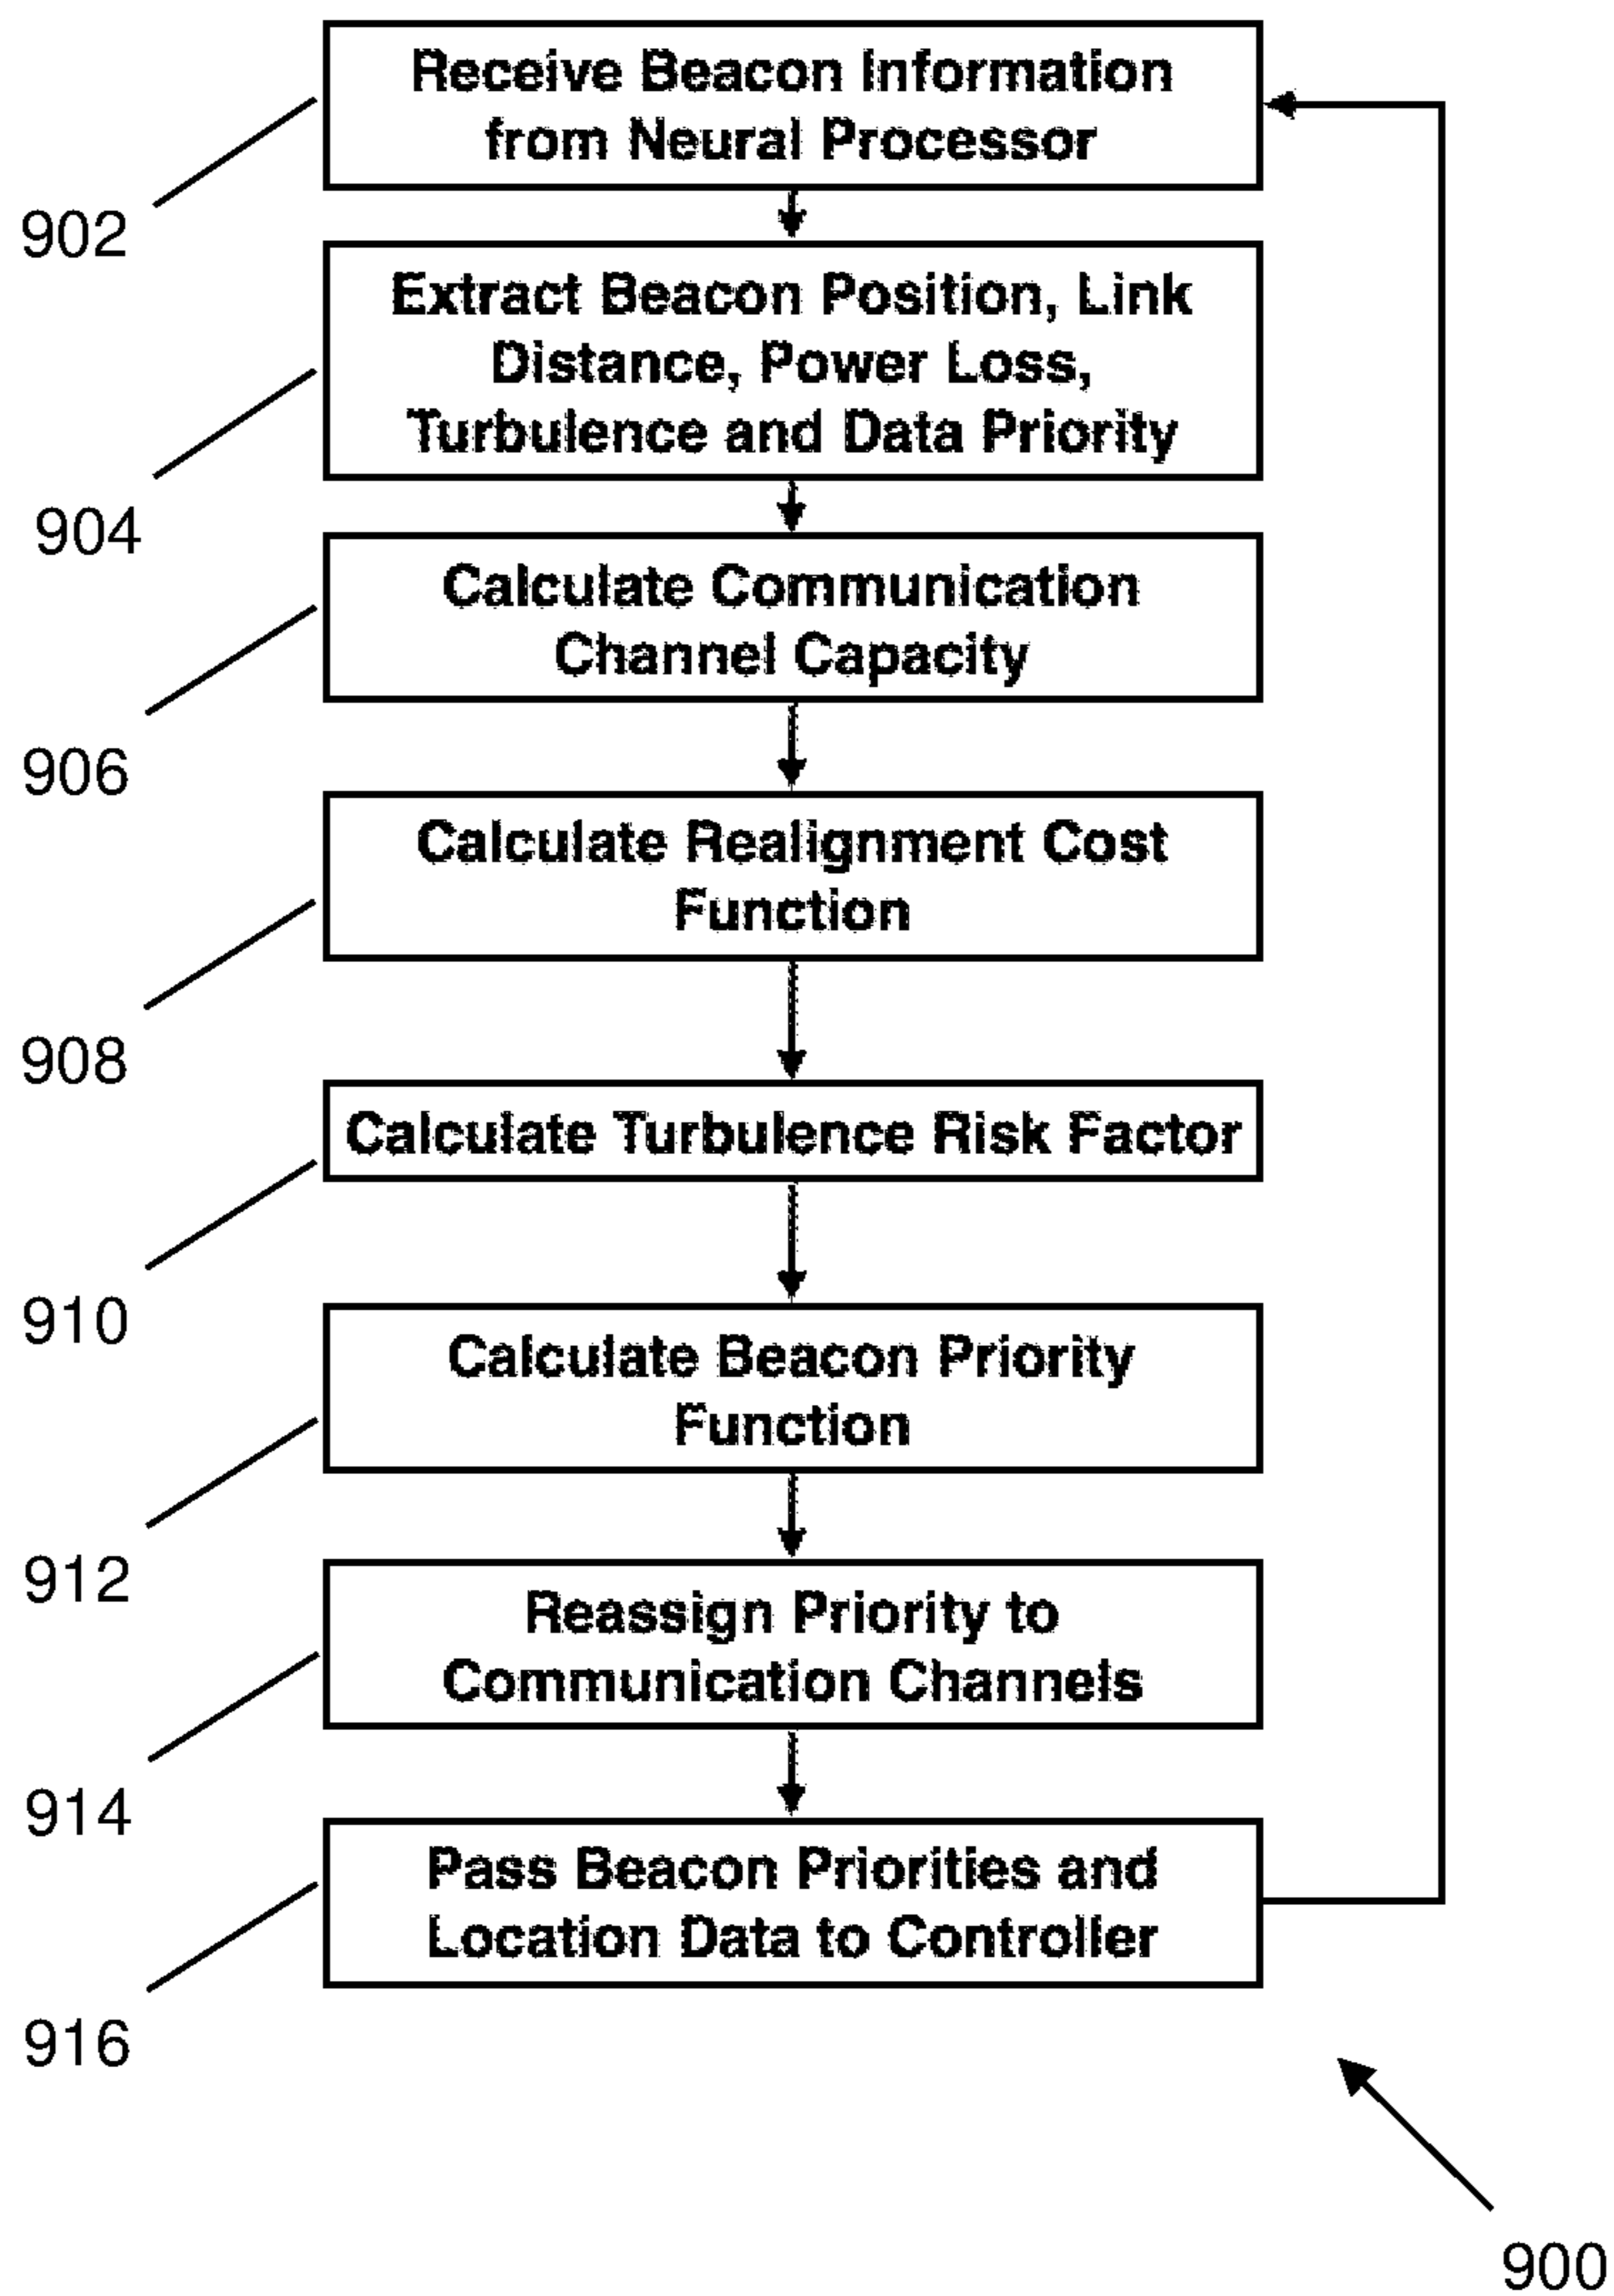 Receive Beacon Information
from Neural Processor
902
Extract Beacon Position, Link
Distance, Power Loss,
Turbulence and Data Priority
904
Calculate Communication
Channel Capacity
906
Calculate Realignment Cost
Function
908
Calculate Turbulence Risk Factor
910
Calculate Beacon Priority
Function
912
Reassign Priority to
Communication Channels
914
Pass Beacon Priorities and
Location Data to Controller
916
900